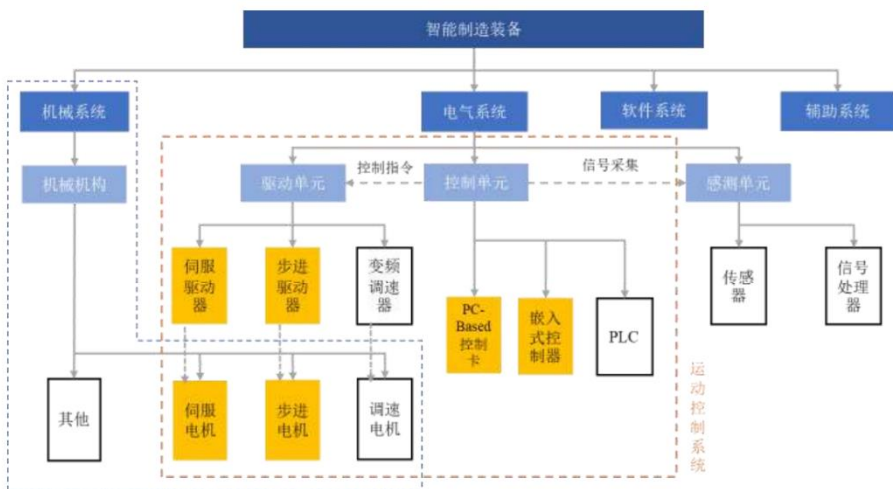 智能制造装备
机械系统
电气系统
软件系统
辅助系统
机械机构
驱动单元
控制指令
控制单元
信号采集
感测单元
伺服
驱动
器
步进
驱动
器
变频
调速
器
传感
器
信号
处理
器
PC-
Based
控制
卡
嵌入
式控
制器
PLC
其他
伺服
电机
步进
电机
调速
电机
运
动
控
制
系
统